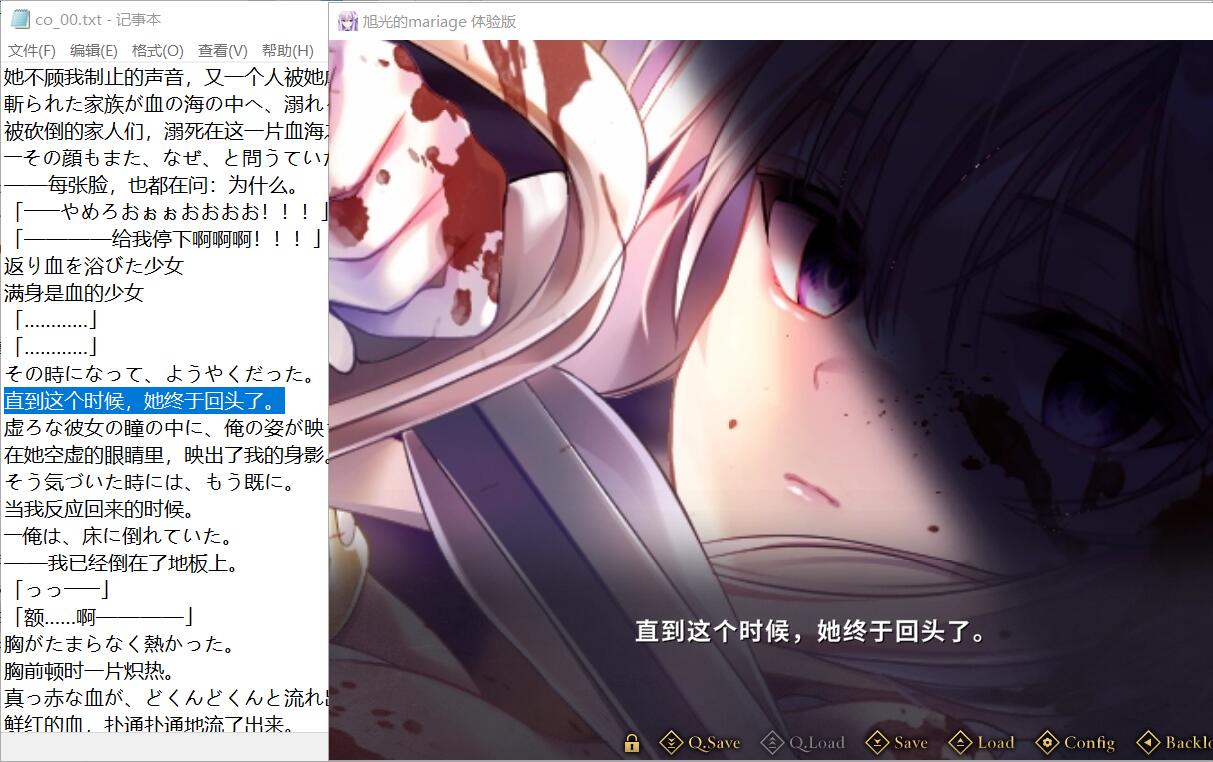 co_00.txt - 记事本
文件(F) 编辑(E) 格式(O) 查看(V) 帮助(H)
她不顾我制止的声音，又一个人被她
斬られた家族が血の海の中へ、溺れ
被砍倒的家人们，溺死在这一片血海
─その顔もまた、なぜ、と問うてい
——每张脸，也都在问：为什么。
「──やめろおぉぉおおおお！！！」
「————给我停下啊啊啊！！！」
返り血を浴びた少女
满身是血的少女
「…………」
「…………」
その時になって、ようやくだった。
直到这个时候，她终于回头了。
虚ろな彼女の瞳の中に、俺の姿が映
在她空虚的眼睛里，映出了我的身影。
そう気づいた時には、もう既に。
当我反应回来的时候。
─俺は、床に倒れていた。
——我已经倒在了地板上。
「っっ──」
「额……啊————」
胸がたまらなく熱かった。
胸前顿时一片炽热。
真っ赤な血が、どくんどくんと流れ
鲜红的血，扑通扑通地流了出来。
旭光的mariage 体验版
直到这个时候，她终于回头了。
Q.Save Q.Load Save Load Config Backlo